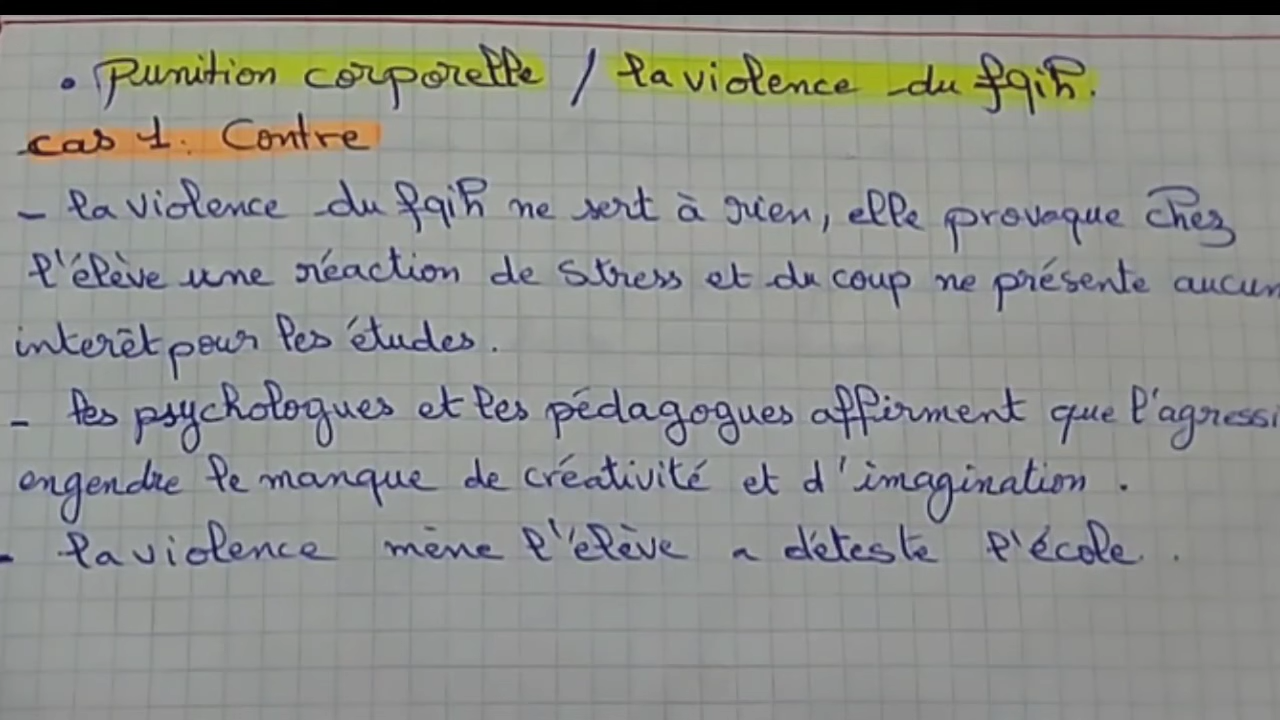 • Punition corporelle / la violence du fqih.
cas 1 : Contre
- la violence du fqih ne sert à rien, elle provoque chez
l'élève une réaction de stress et du coup ne présente aucun
interêt pour les études.
- les psychologues et les pédagogues affirment que l'agressi
engendre le manque de créativité et d'imagination.
- la violence mène l'élève a déteste l'école.